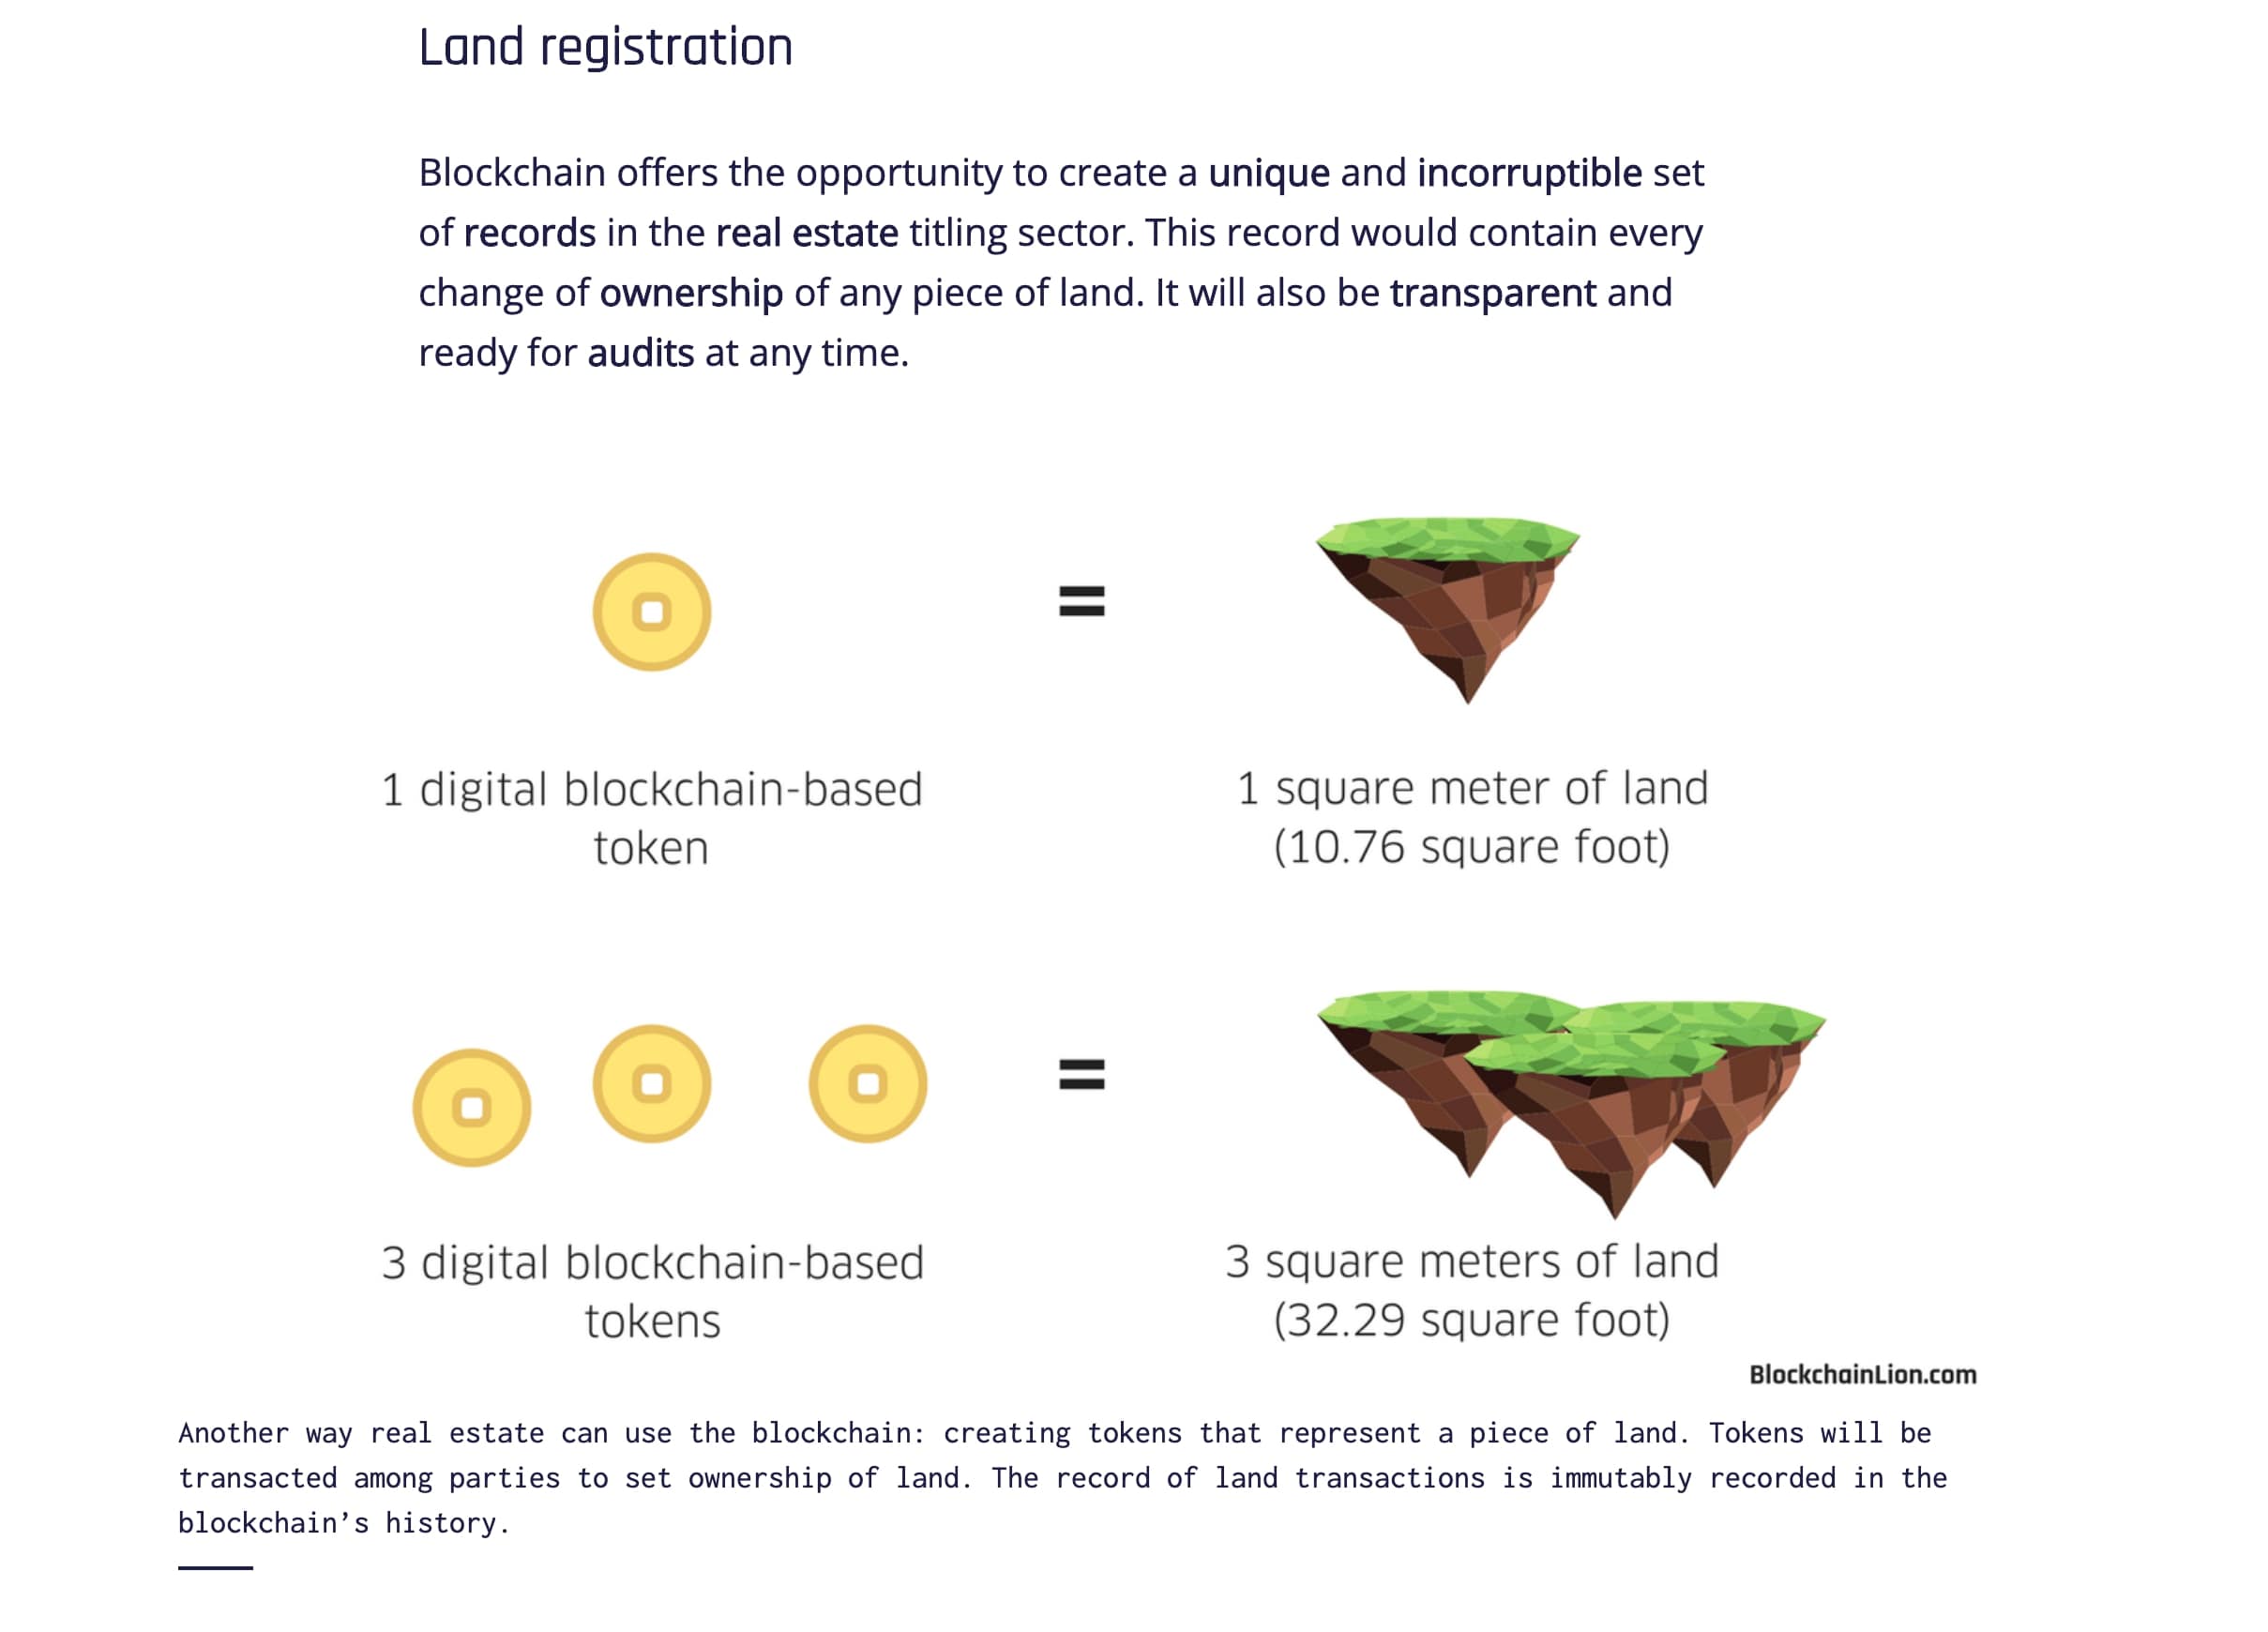 Land registration
Blockchain offers the opportunity to create a unique and incorruptible set
of records in the real estate titling sector. This record would contain every
change of ownership of any piece of land. It will also be transparent and
ready for audits at any time.
=
1 digital blockchain-based
token
1 square meter of land
(10.76 square foot)
=
3 digital blockchain-based
tokens
3 square meters of land
(32.29 square foot)
BlockchainLion.com
Another way real estate can use the blockchain: creating tokens that represent a piece of land. Tokens will be
transacted among parties to set ownership of land. The record of land transactions is immutably recorded in the
blockchain’s history.